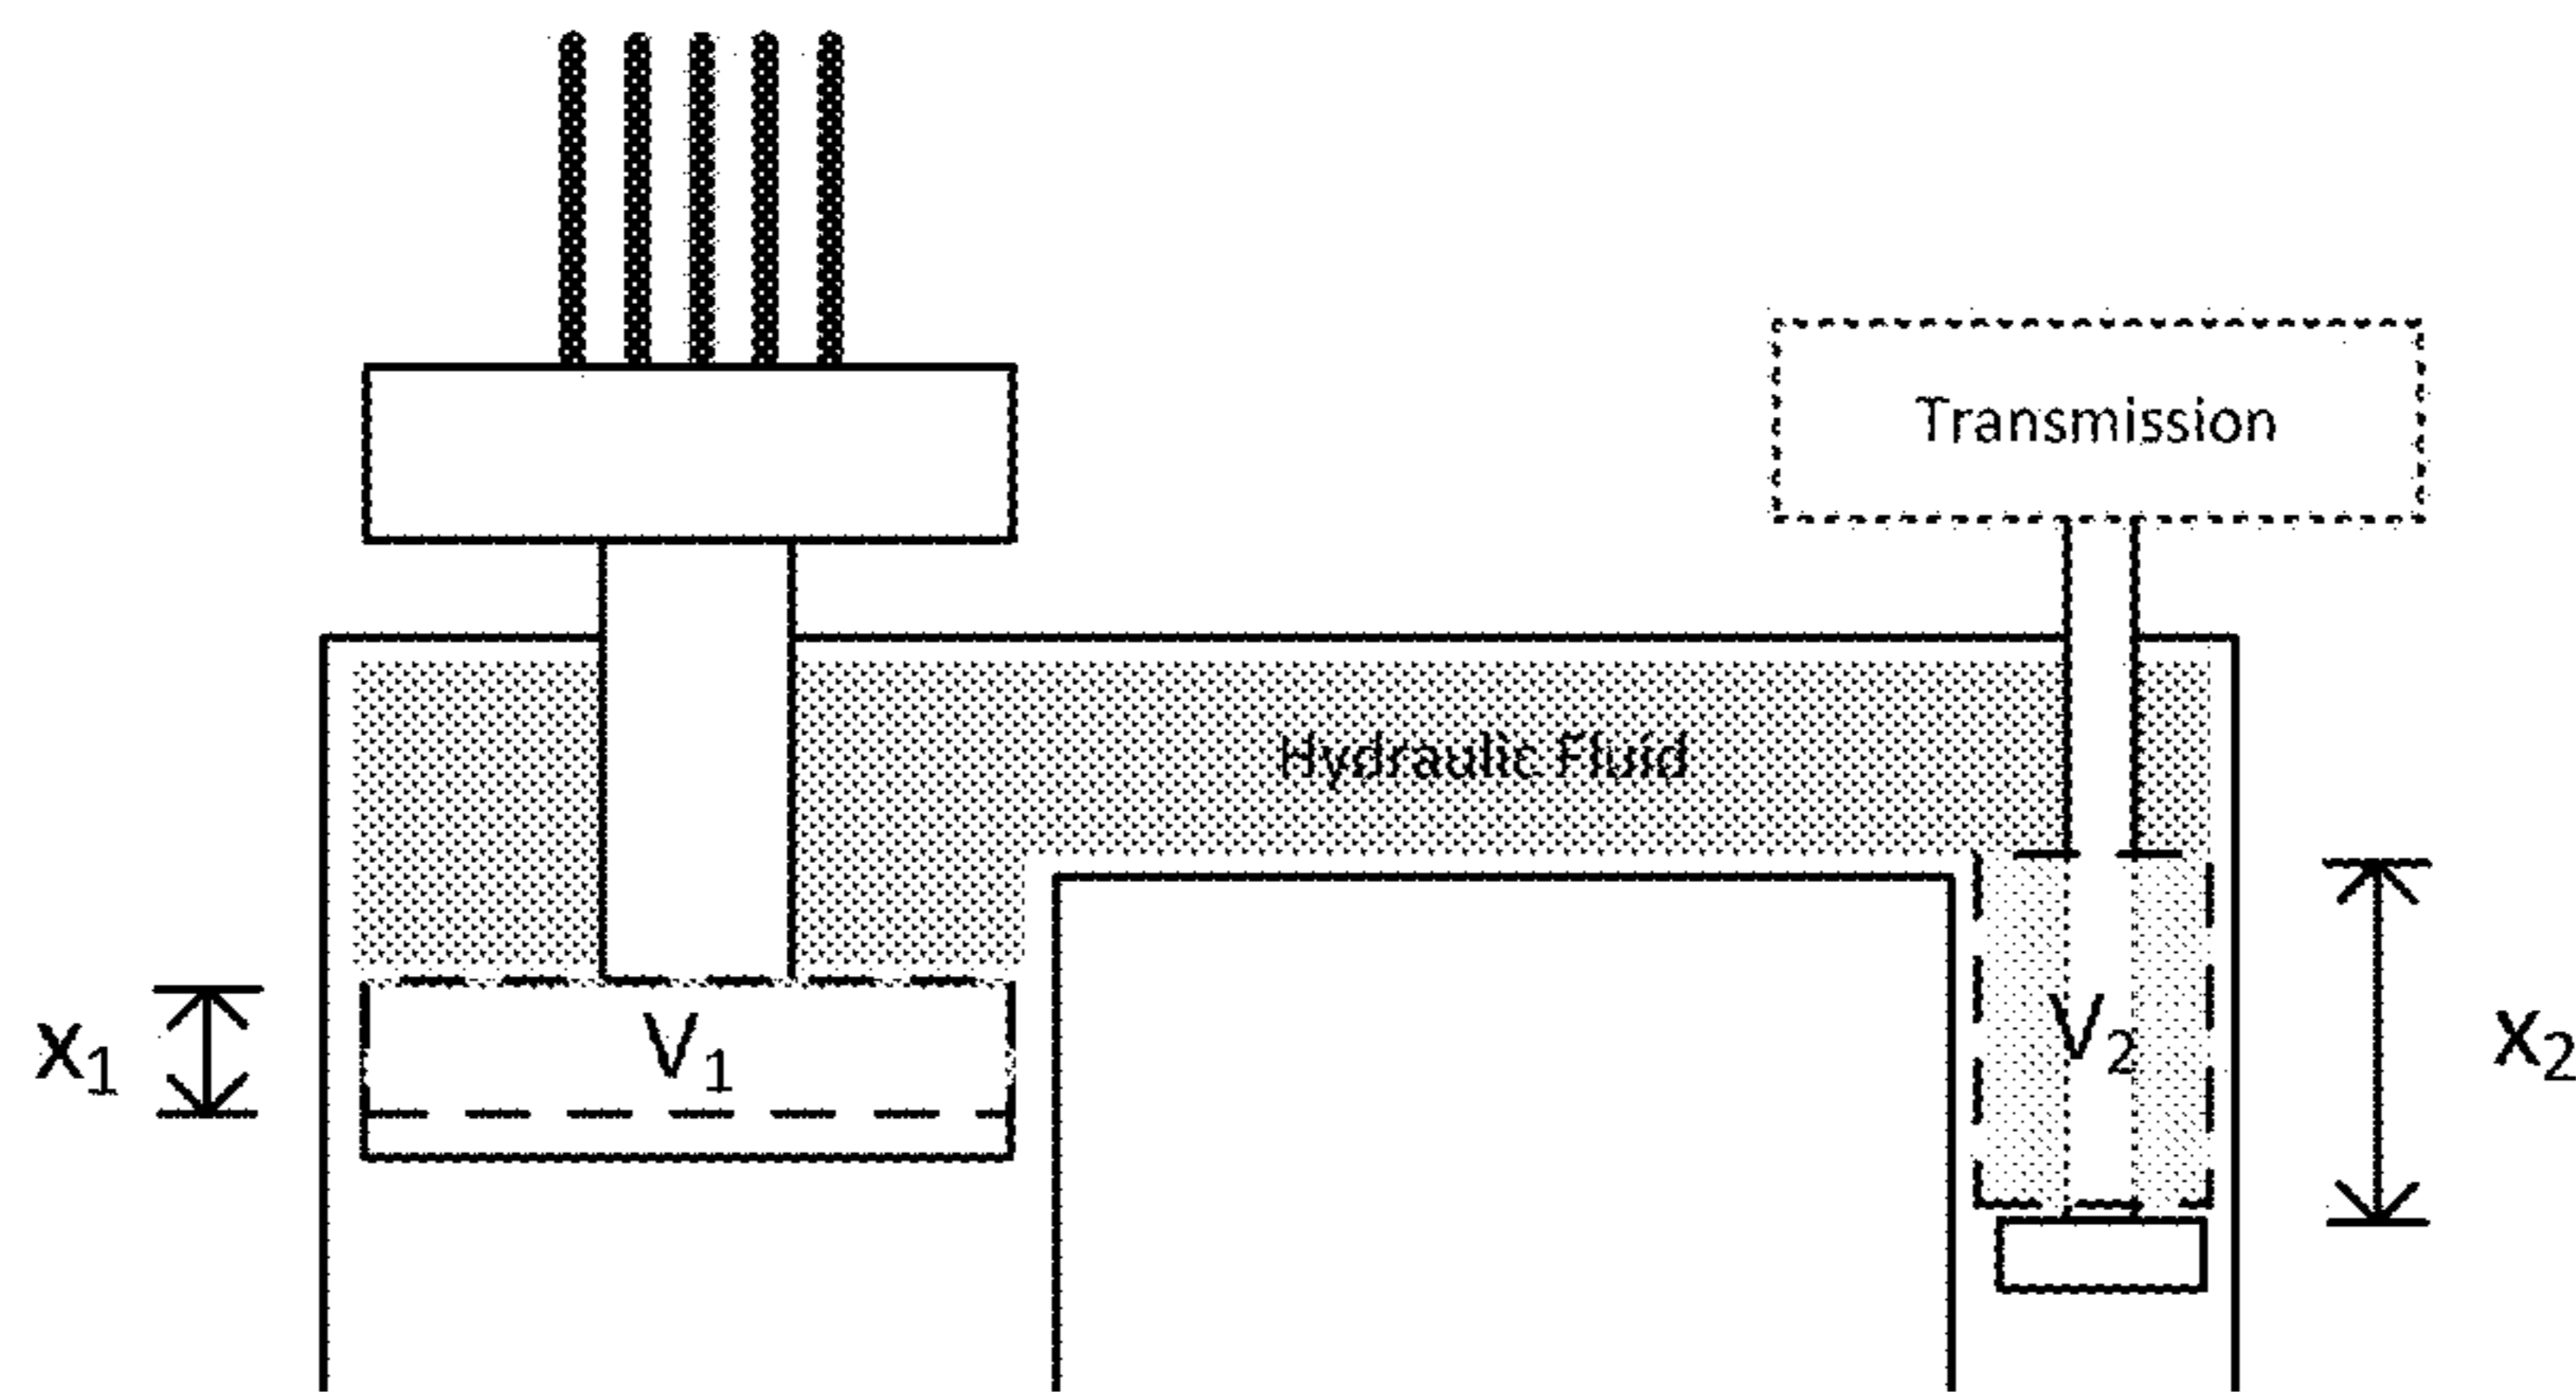 Transmission
Hydraulic Fluid
X₁
V₁
V₂
X₂